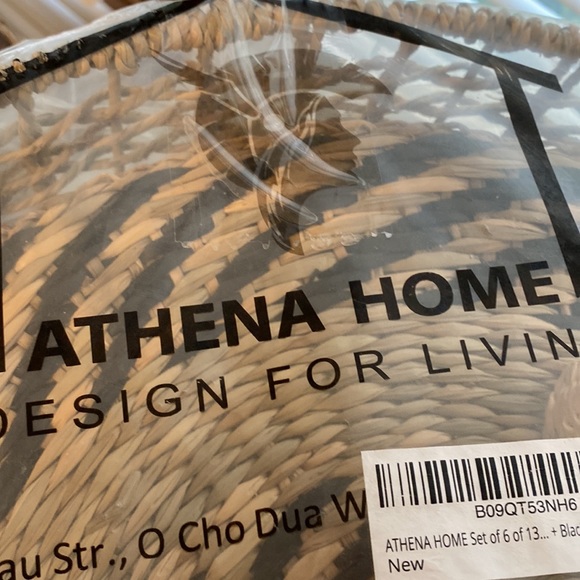 ATHENA HOME
DESIGN FOR LIVIN
au Str., O Cho Dua W
B09QT53NH6
ATHENA HOME Set of 6 of 13... + Blac
New